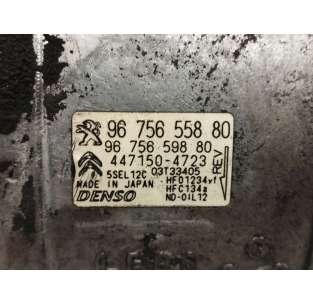 96 756 558 80
96 756 598 80
447150-4723
5SEL12C 03T33405
MADE IN JAPAN HFO1234yf
HFC134a
DENSO ND-OIL12
REV